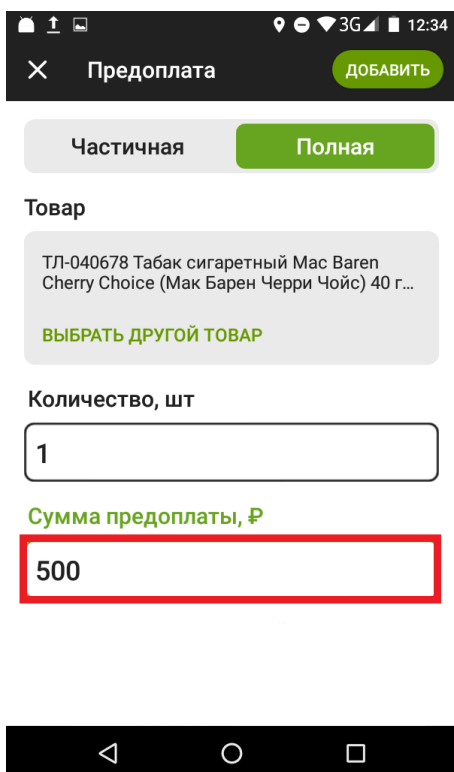 3G 12:34
Предоплата ДОБАВИТЬ
Частичная Полная
Товар
ТЛ-040678 Табак сигаретный Mac Baren
Cherry Choice (Мак Барен Черри Чойс) 40 г...
ВЫБРАТЬ ДРУГОЙ ТОВАР
Количество, шт
1
Сумма предоплаты, ₽
500